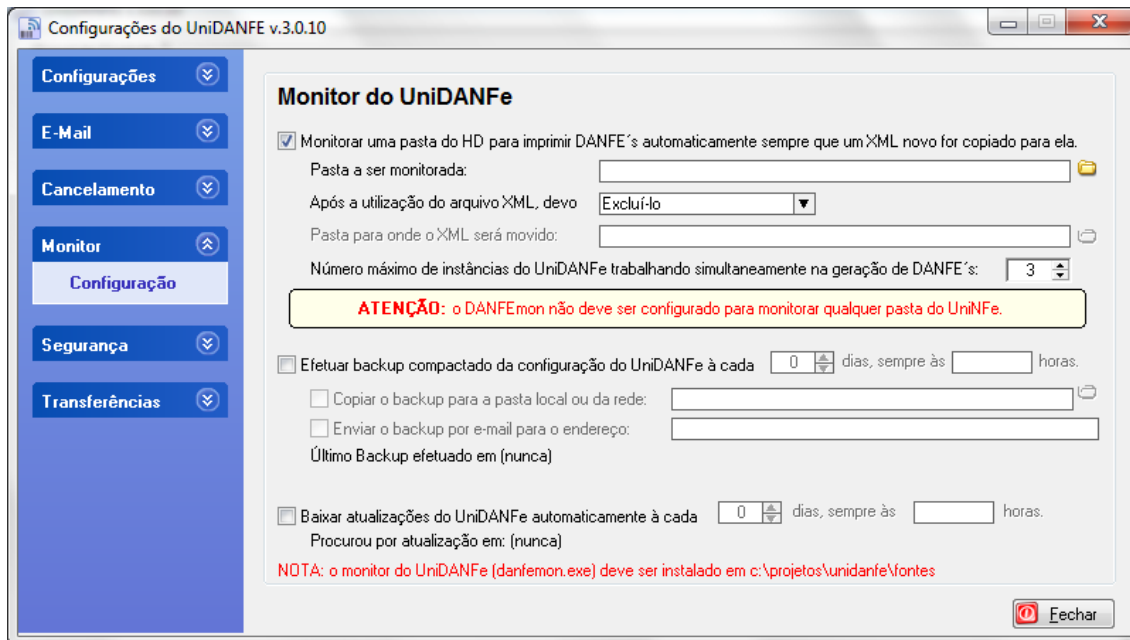 Configurações do UniDANFE v.3.0.10
Configurações
E-Mail
Cancelamento
Monitor
Configuração
Segurança
Transferências
Monitor do UniDANFe
Monitorar uma pasta do HD para imprimir DANFE´s automaticamente sempre que um XML novo for copiado para ela.
Pasta a ser monitorada:
Após a utilização do arquivo XML, devo Excluí-lo
Pasta para onde o XML será movido:
Número máximo de instâncias do UniDANFe trabalhando simultaneamente na geração de DANFE´s: 3
ATENÇÃO: o DANFEmon não deve ser configurado para monitorar qualquer pasta do UniNFe.
Efetuar backup compactado da configuração do UniDANFe à cada 0 dias, sempre às horas.
Copiar o backup para a pasta local ou da rede:
Enviar o backup por e-mail para o endereço:
Último Backup efetuado em (nunca)
Baixar atualizações do UniDANFe automaticamente à cada 0 dias, sempre às horas.
Procurou por atualização em: (nunca)
NOTA: o monitor do UniDANFe (danfemon.exe) deve ser instalado em c:\projetos\unidanfe\fontes
Fechar